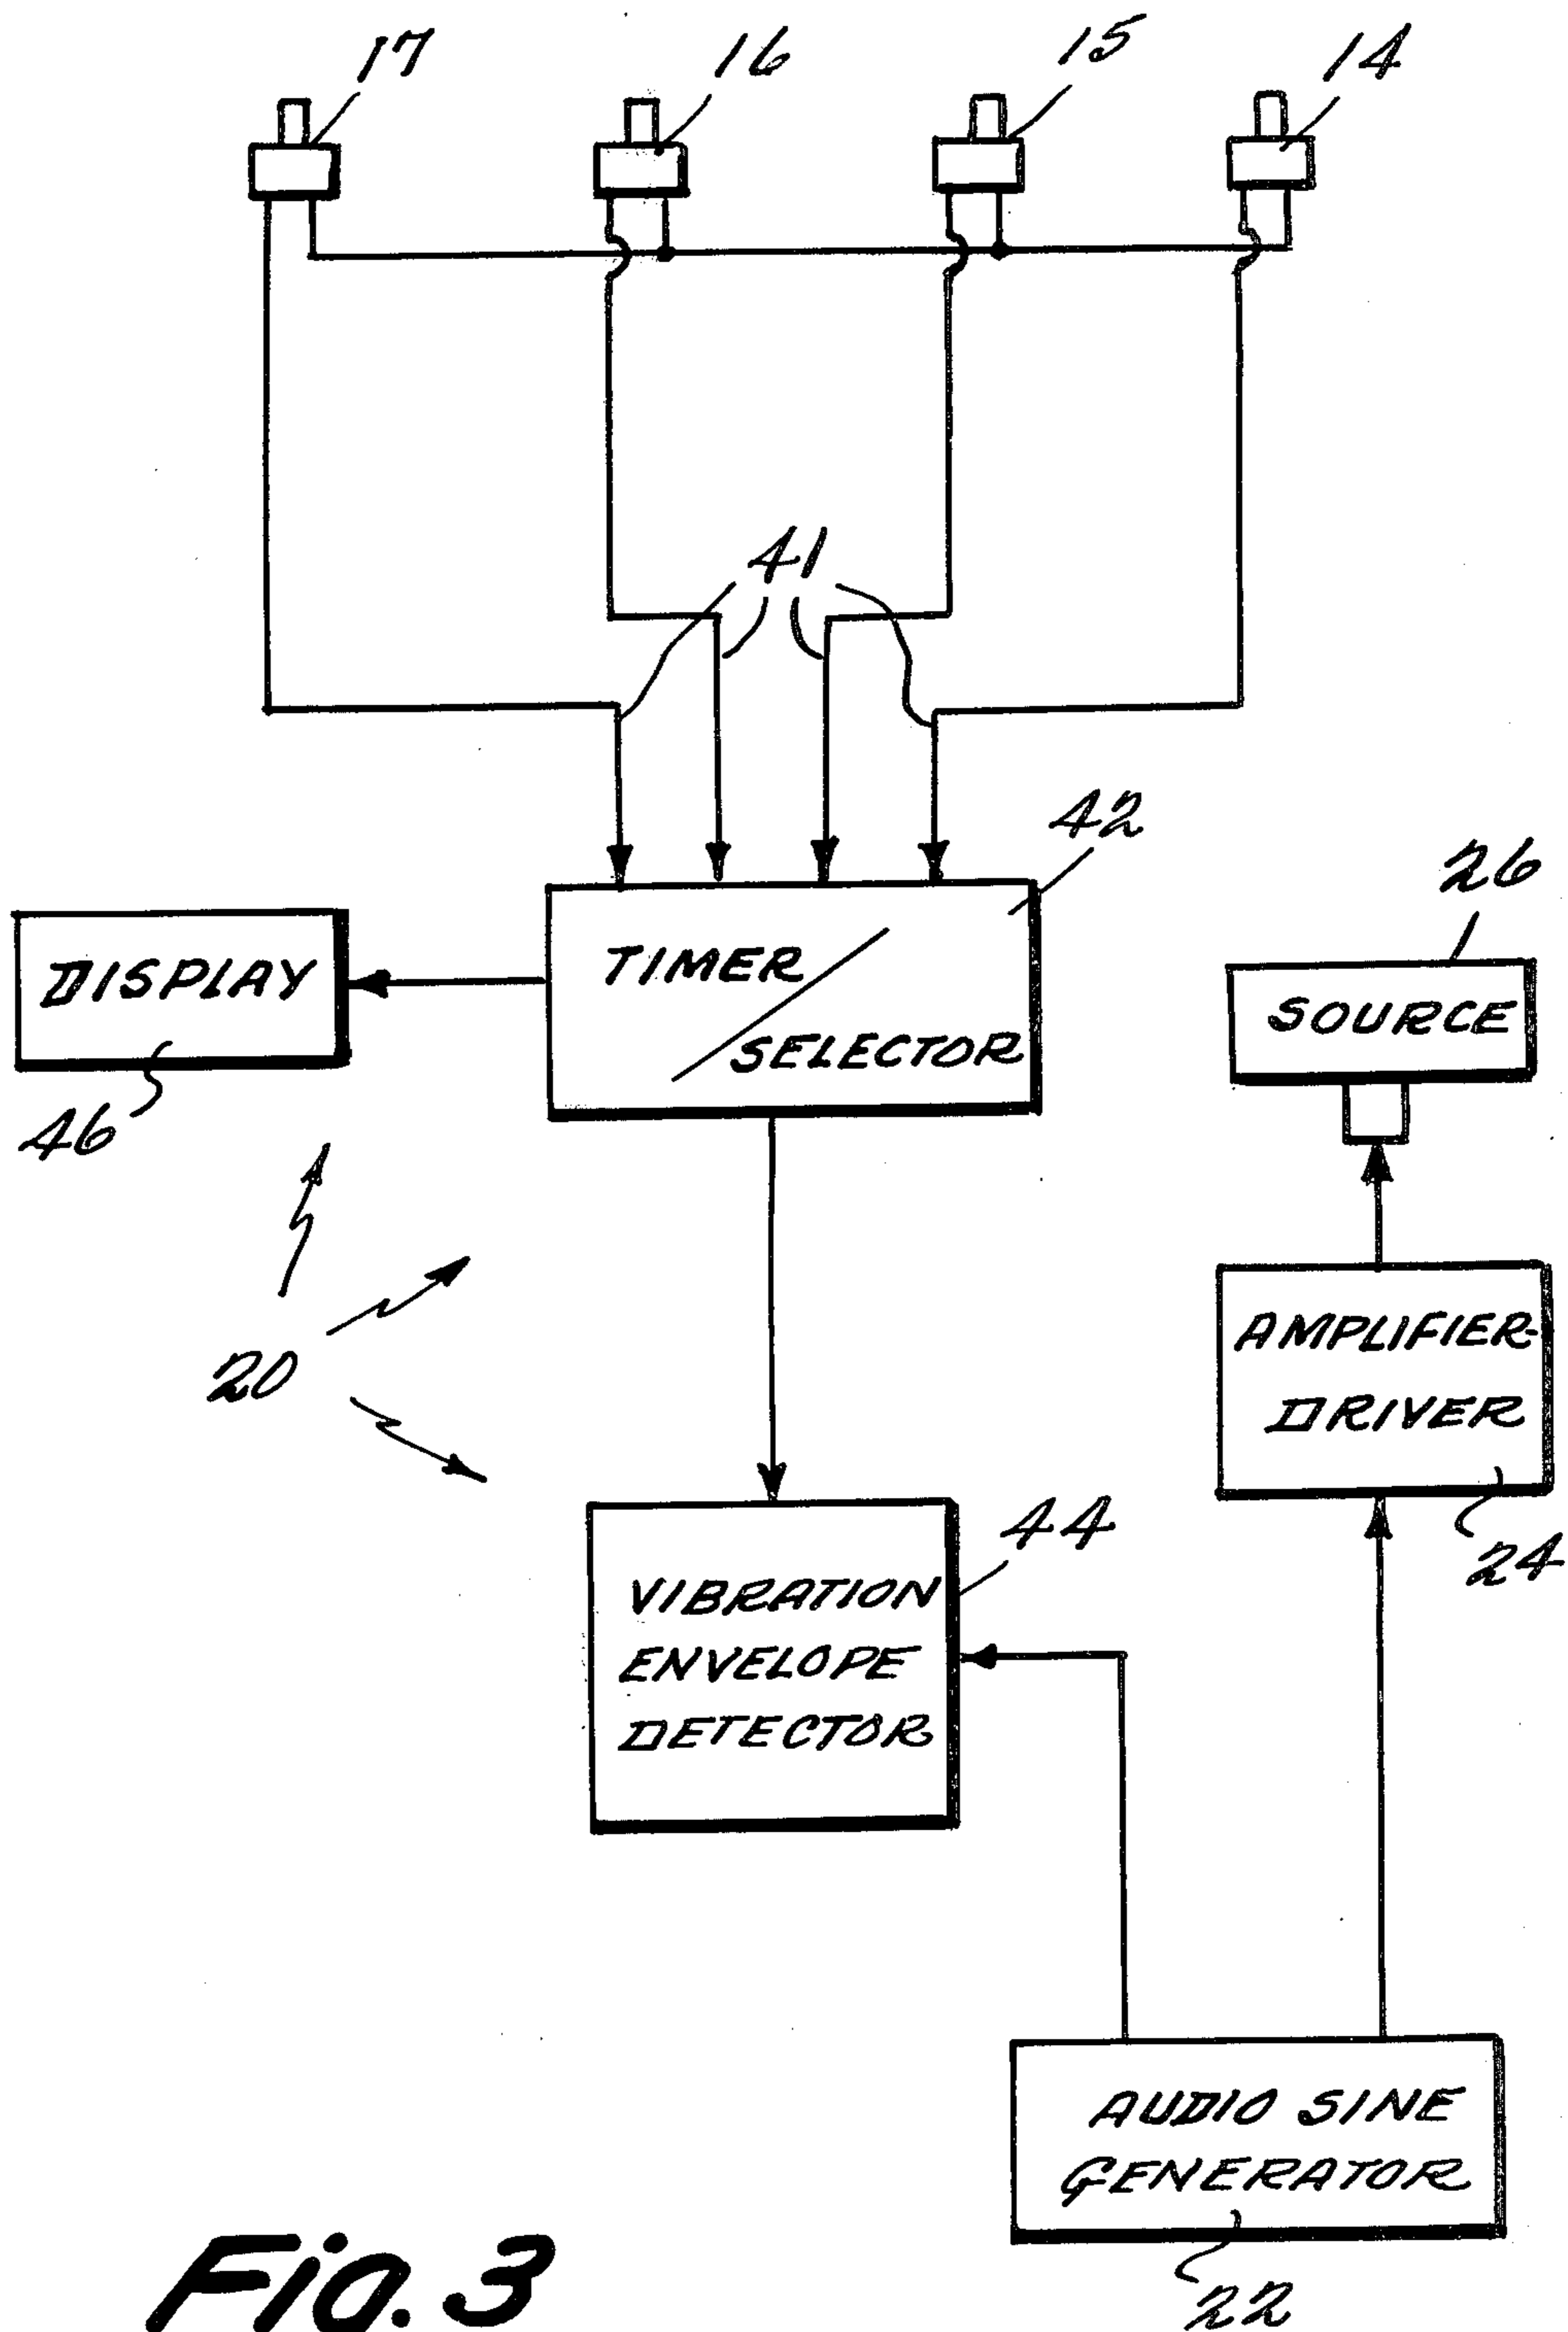 17
16
15
14
41
42
26
DISPLAY
TIMER/
SELECTOR
SOURCE
46
20
AMPLIFIER-
DRIVER
24
44
VIBRATION
ENVELOPE
DETECTOR
AUDIO SINE
GENERATOR
22
Fig. 3